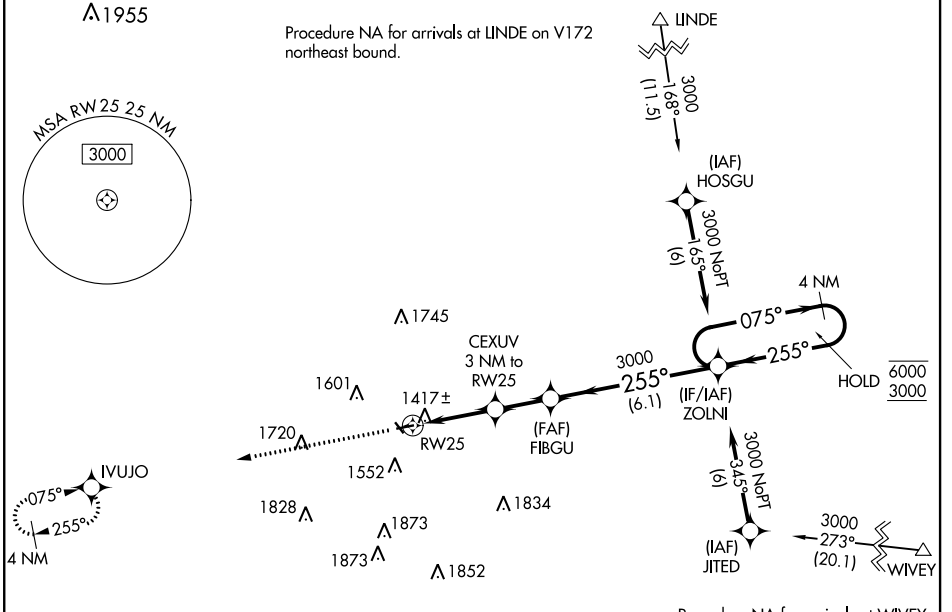 1955
Procedure NA for arrivals at LINDE on V172
northeast bound.
LINDE
3000
168°
(11.5)
MSA RW25 25 NM
3000
(IAF)
HOSGU
3000 NoPT
165°
(6)
4 NM
075°
255°
HOLD
6000
3000
1745
CEXUV
3 NM to
RW25
3000
255°
(6.1)
(IF/IAF)
ZOLNI
1601
1417±
RW25
(FAF)
FIBGU
1720
1552
IVUJO
075°
255°
4 NM
1828
1834
1873
1873
1852
3000 NoPT
345°
(6)
(IAF)
JITED
3000
273°
(20.1)
WIVEY